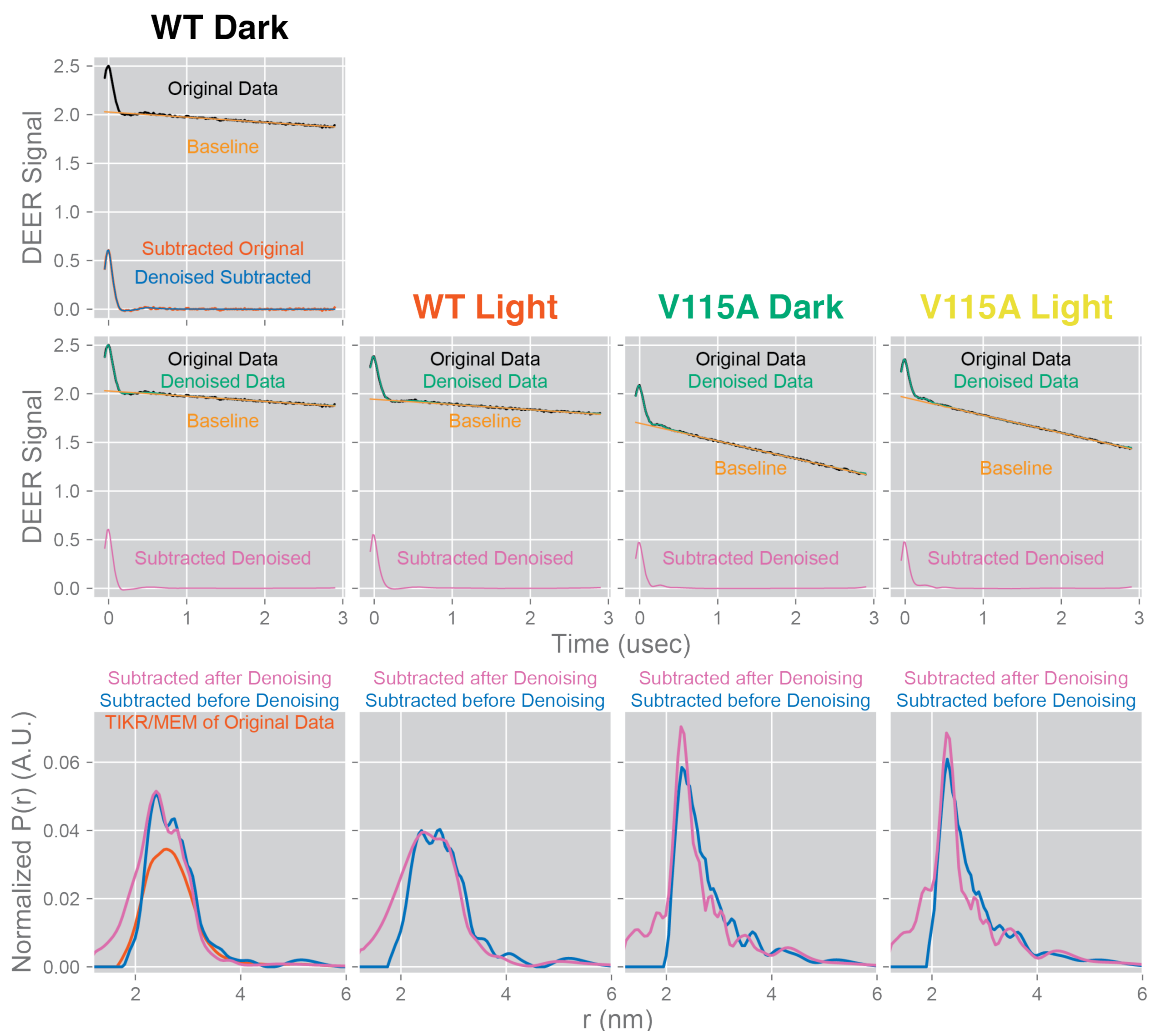 WT Dark
2.5
2.0
1.5
1.0
0.5
0.0
DEER Signal
Original Data
Baseline
Subtracted Original
Denoised Subtracted
WT Light
V115A Dark
V115A Light
2.5
2.0
1.5
1.0
0.5
0.0
DEER Signal
Original Data
Denoised Data
Baseline
Subtracted Denoised
Original Data
Denoised Data
Baseline
Subtracted Denoised
Original Data
Denoised Data
Baseline
Subtracted Denoised
Original Data
Denoised Data
Baseline
Subtracted Denoised
0 1 2 3
0 1 2 3
0 1 2 3
0 1 2 3
Time (usec)
Subtracted after Denoising
Subtracted before Denoising
TIKR/MEM of Original Data
Subtracted after Denoising
Subtracted before Denoising
Subtracted after Denoising
Subtracted before Denoising
Subtracted after Denoising
Subtracted before Denoising
Normalized P(r) (A.U.)
0.06
0.04
0.02
0.00
2 4 6
2 4 6
2 4 6
2 4 6
r (nm)